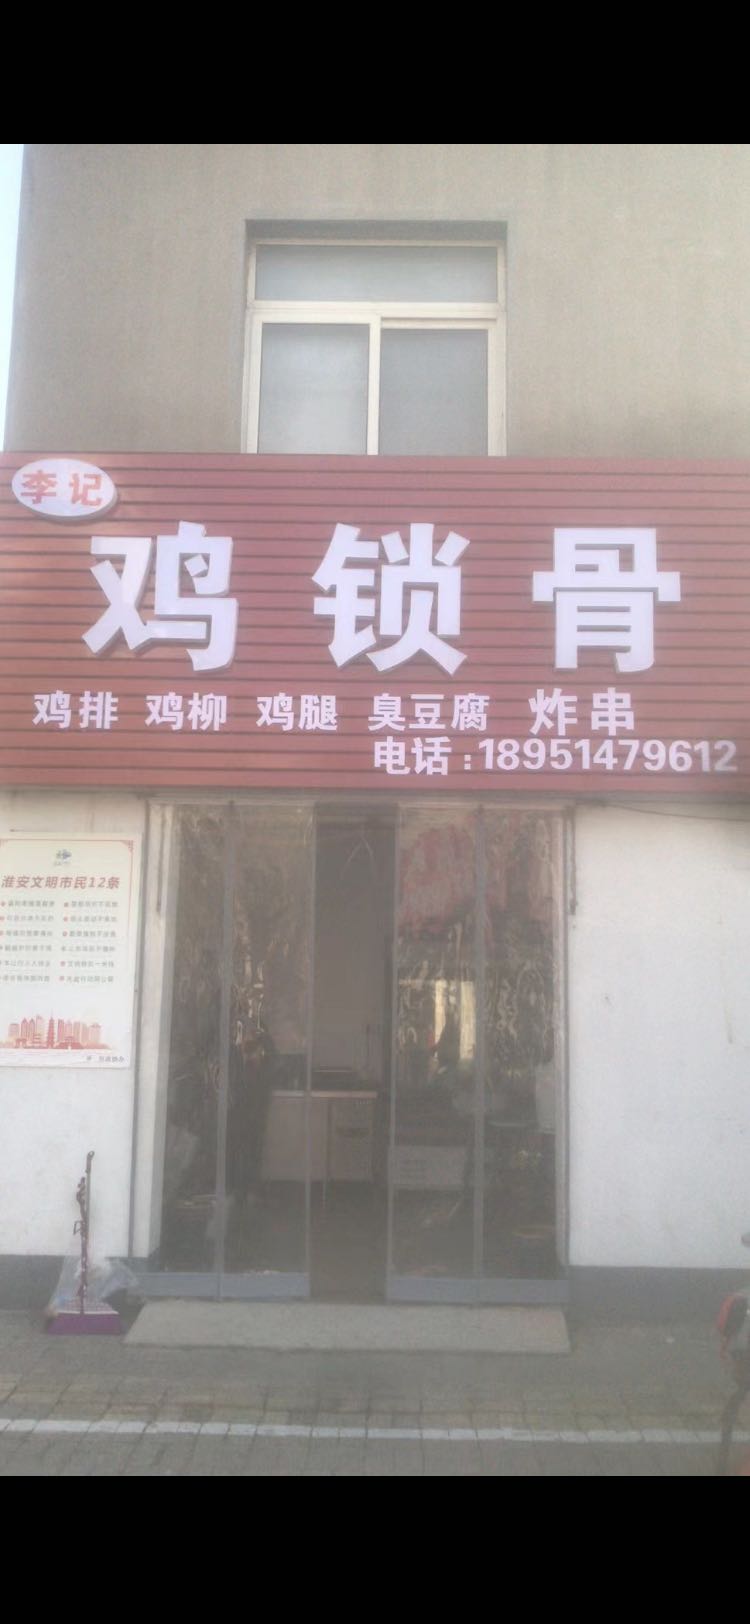 李记
鸡锁骨
鸡排 鸡柳 鸡腿 臭豆腐 炸串
电话:18951479612
淮安文明市民12条